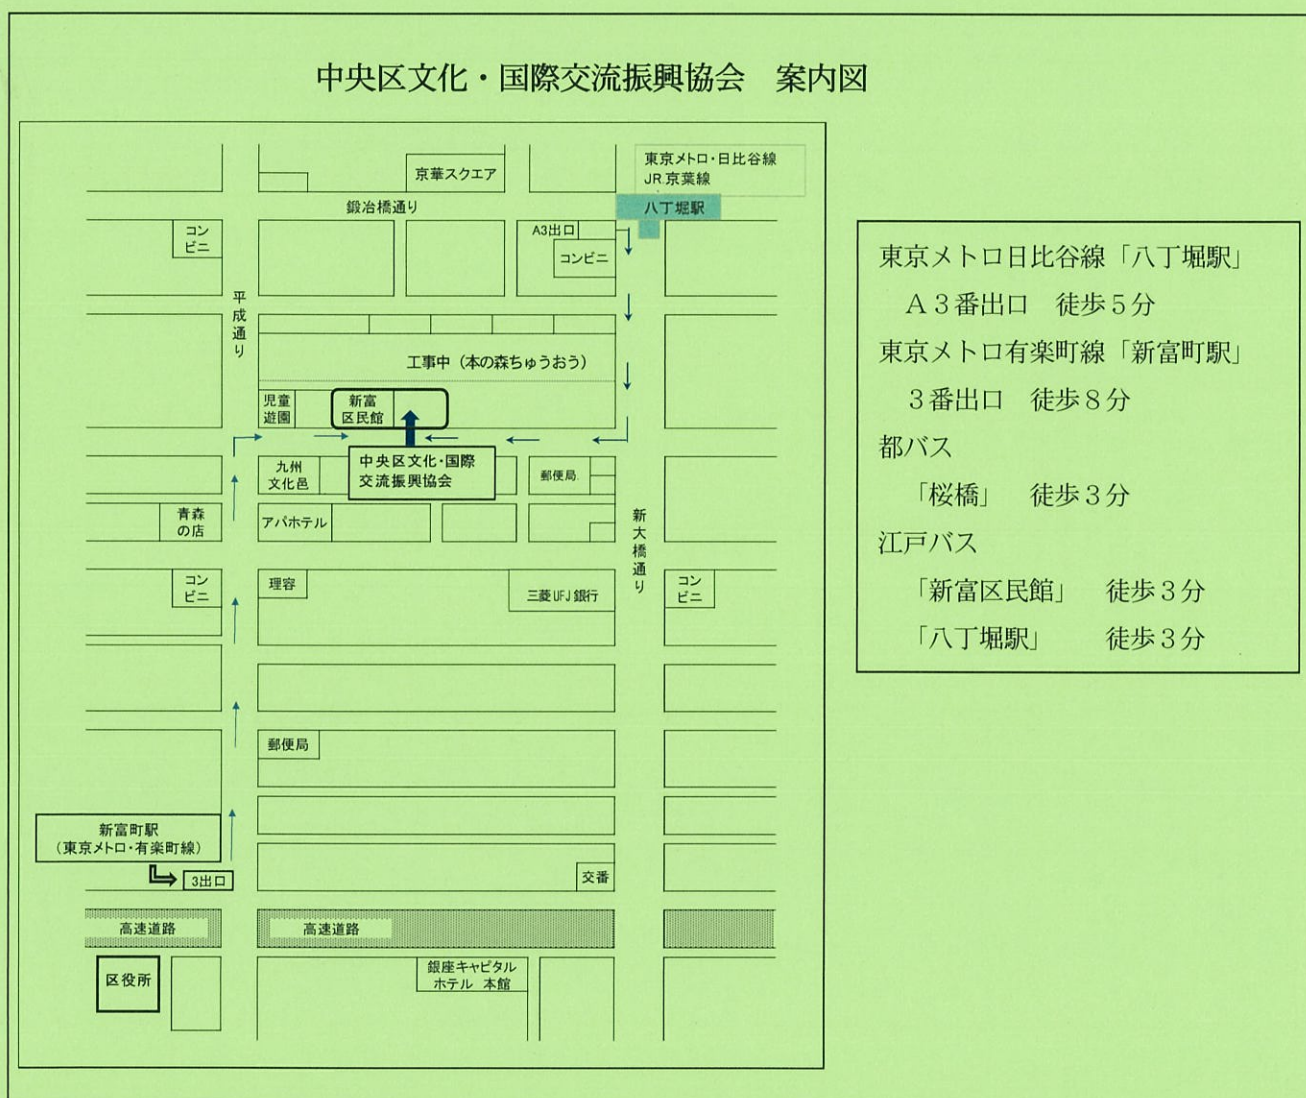 中央区文化・国際交流振興協会　案内図
京華スクエア
東京メトロ・日比谷線
JR.京葉線
鍛冶橋通り
八丁堀駅
コン
ビニ
A3出口
コンビニ
平成通り
工事中（本の森ちゅうおう）
児童
遊園
新富
区民館
九州
文化邑
中央区文化・国際
交流振興協会
郵便局
青森
の店
アパホテル
新大橋通り
コン
ビニ
理容
三菱UFJ銀行
コン
ビニ
郵便局
新富町駅
（東京メトロ・有楽町線）
3出口
交番
高速道路
高速道路
区役所
銀座キャピタル
ホテル 本館
東京メトロ日比谷線「八丁堀駅」
Ａ３番出口　徒歩５分
東京メトロ有楽町線「新富町駅」
３番出口　徒歩８分
都バス
「桜橋」　徒歩３分
江戸バス
「新富区民館」　徒歩３分
「八丁堀駅」　　徒歩３分